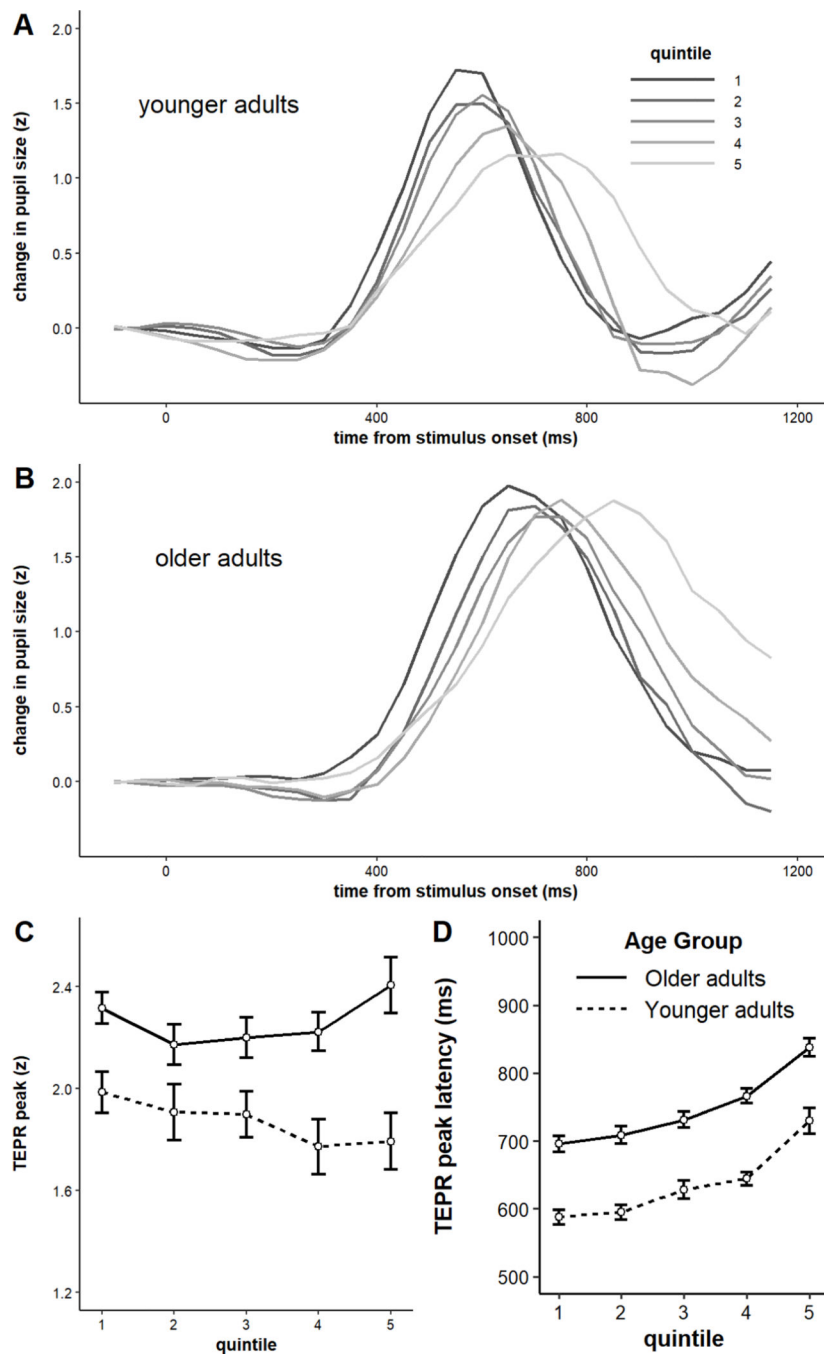 A
2.0
1.5
1.0
0.5
0.0
change in pupil size (z)
younger adults
quintile
1
2
3
4
5
0
400
800
1200
time from stimulus onset (ms)
B
2.0
1.5
1.0
0.5
0.0
change in pupil size (z)
older adults
0
400
800
1200
time from stimulus onset (ms)
C
2.4
2.0
1.6
1.2
TEPR peak (z)
1
2
3
4
5
quintile
D
1000
900
800
700
600
500
TEPR peak latency (ms)
Age Group
Older adults
Younger adults
1
2
3
4
5
quintile